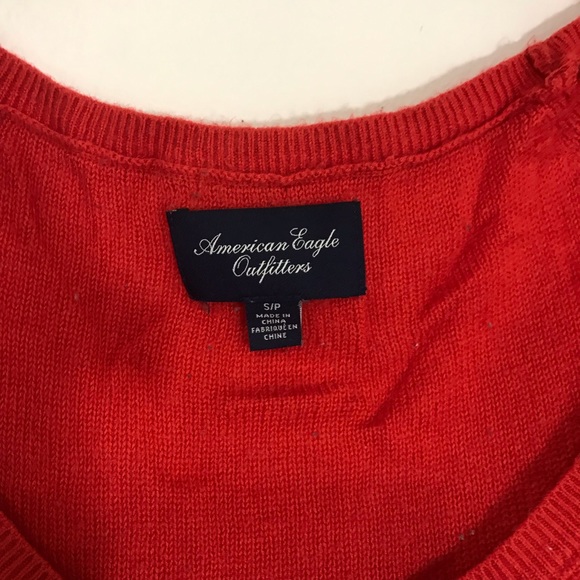 American Eagle
Outfitters
S/P
MADE IN
CHINA
FABRIQUÉ EN
CHINE